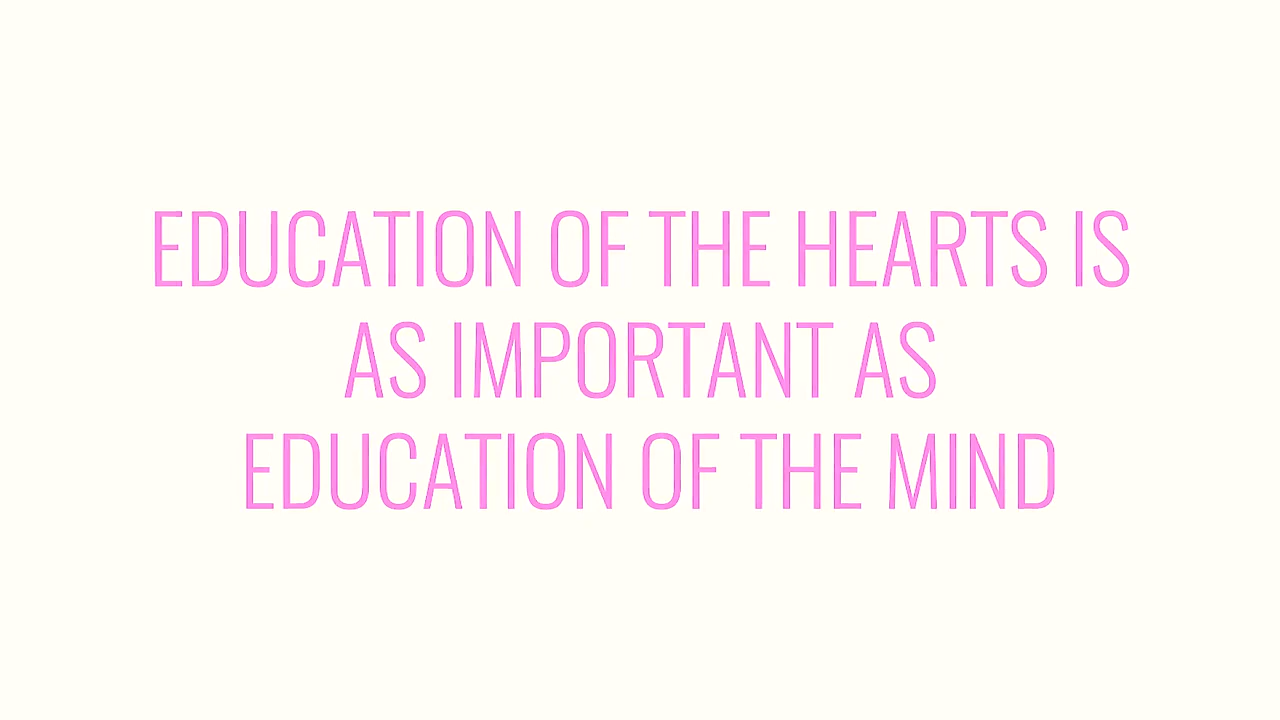 EDUCATION OF THE HEARTS IS
AS IMPORTANT AS
EDUCATION OF THE MIND